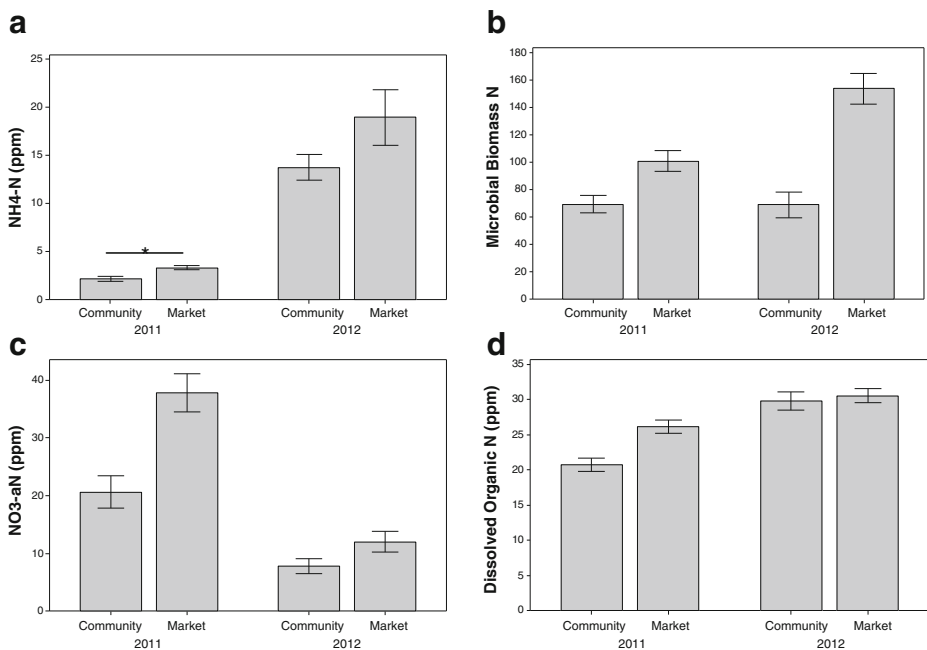 a
25
20
15
10
5
0
NH4-N (ppm)
*
Community Market Community Market
2011 2012
b
180
160
140
120
100
80
60
40
20
0
Microbial Biomass N
Community Market Community Market
2011 2012
c
40
30
20
10
0
NO3-aN (ppm)
Community Market Community Market
2011 2012
d
35
30
25
20
15
10
5
0
Dissolved Organic N (ppm)
Community Market Community Market
2011 2012